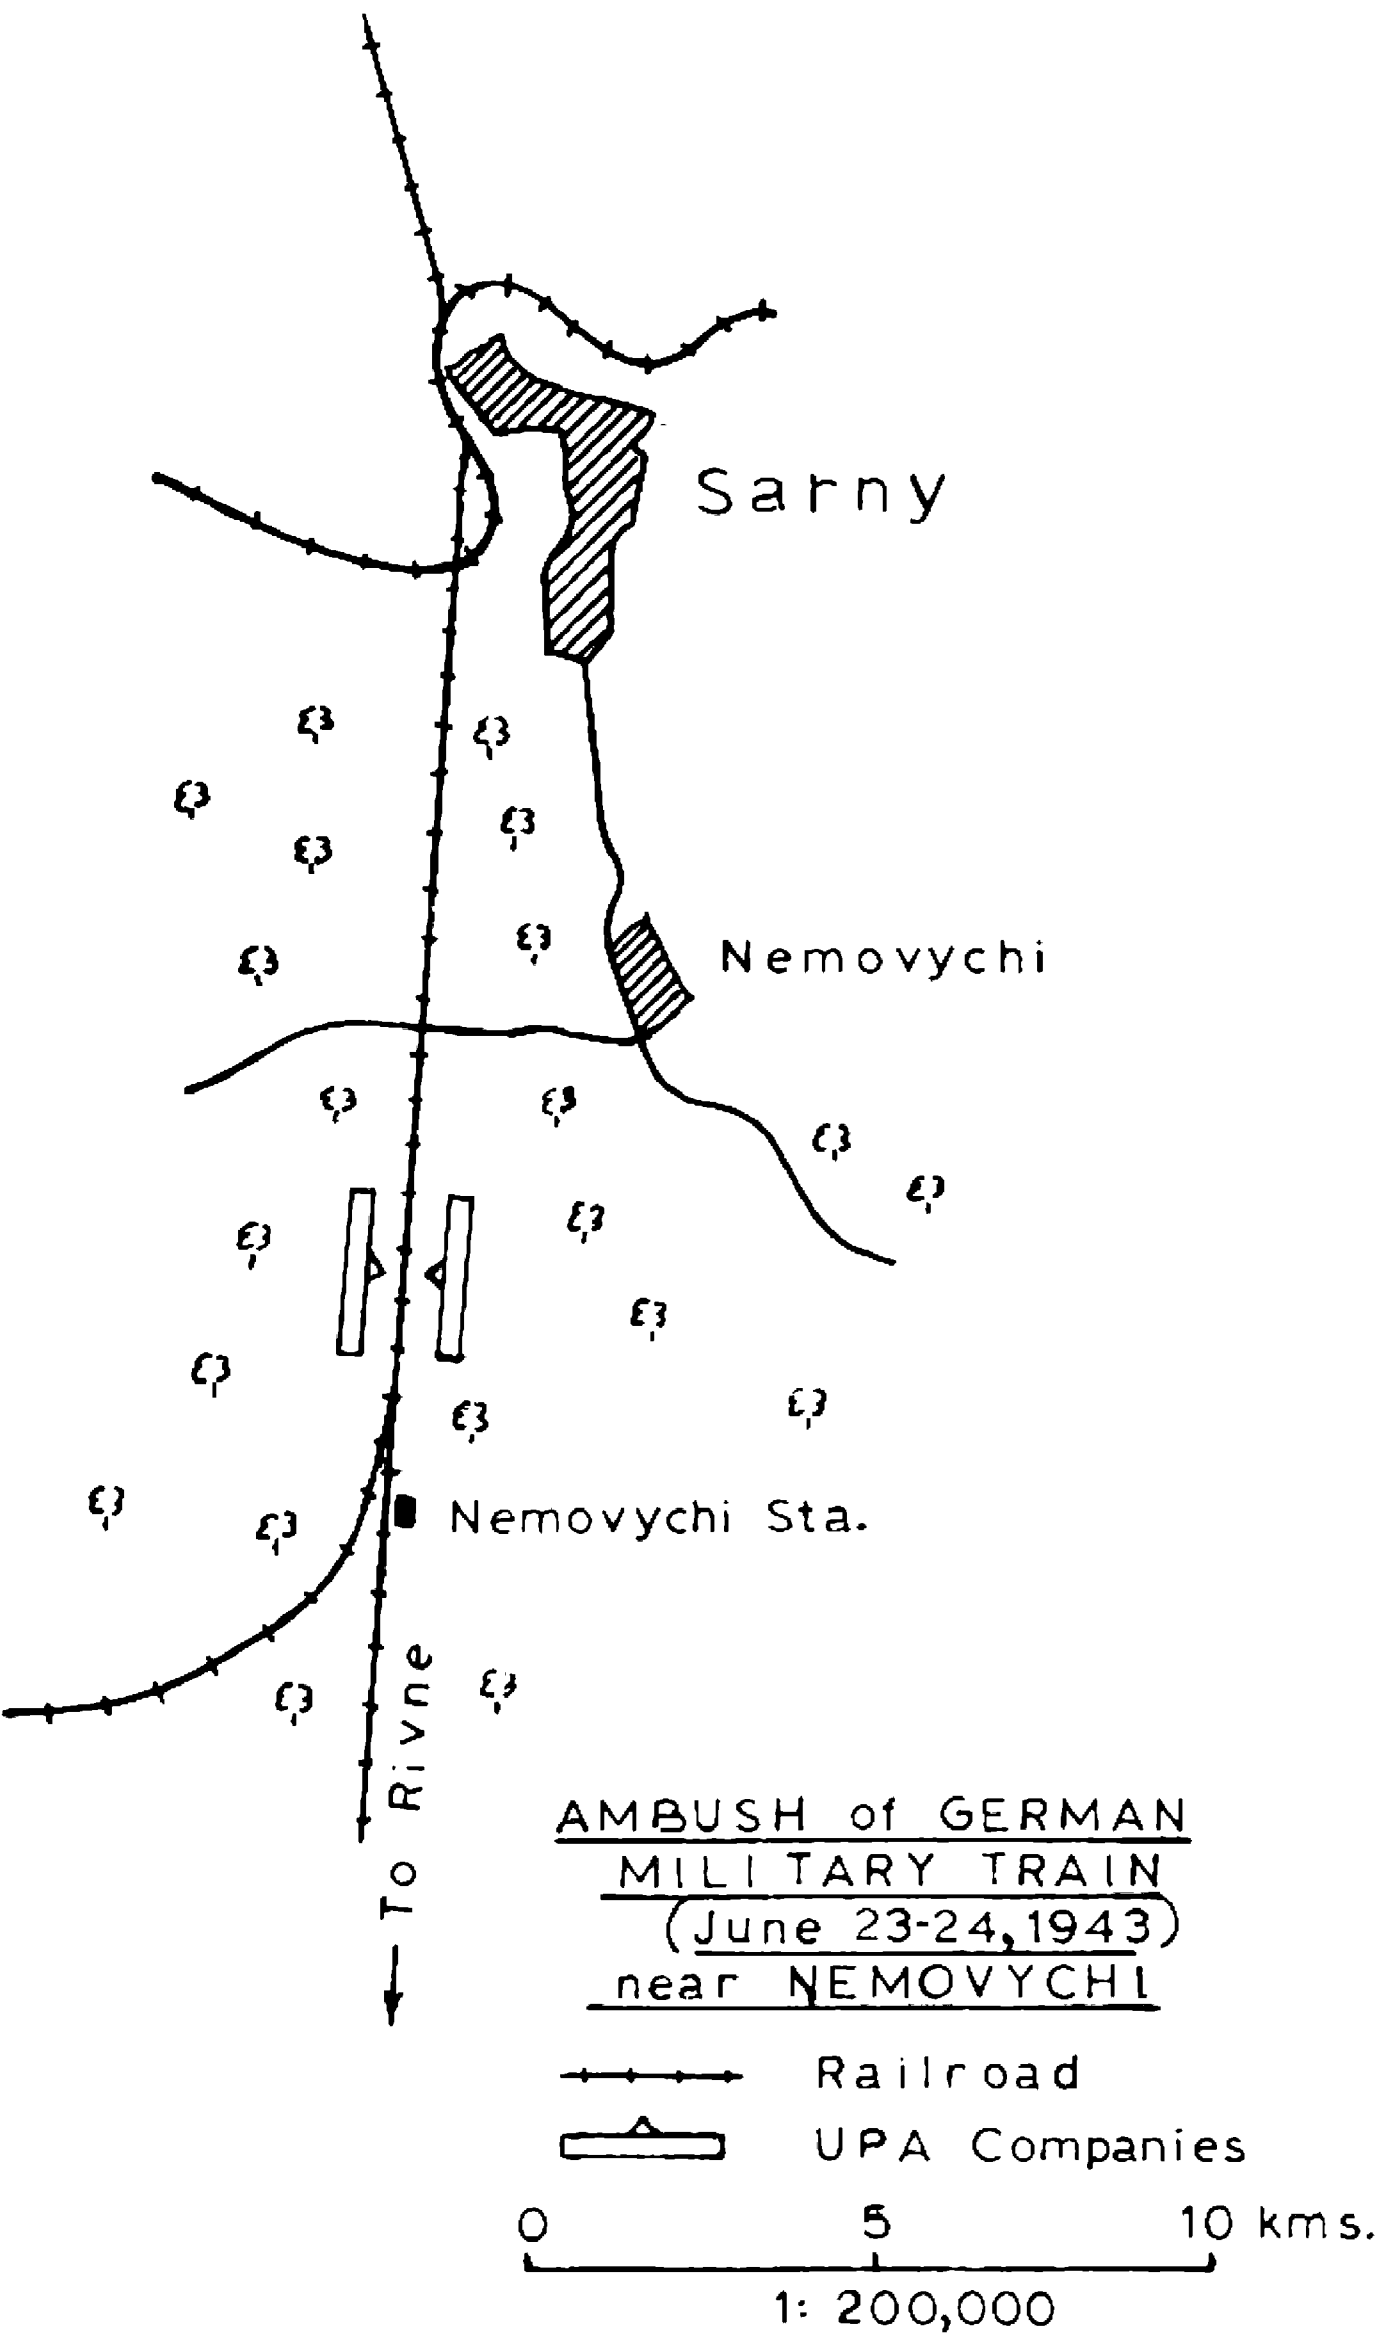 Sarny
Nemovychi
Nemovychi Sta.
To Rivne
AMBUSH of GERMAN
MILITARY TRAIN
(June 23-24, 1943)
near NEMOVYCHI
Railroad
UPA Companies
0 5 10 kms.
1: 200,000